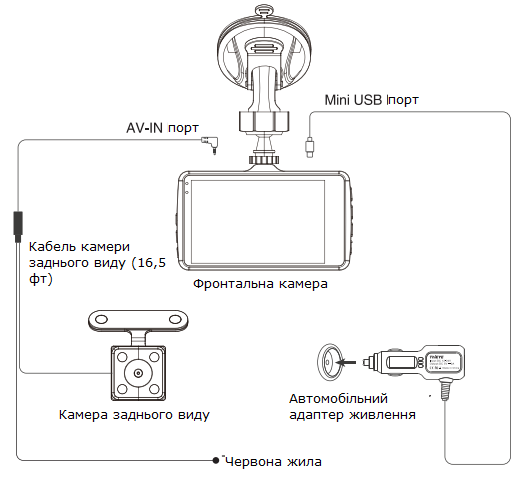 Mini USB порт
AV-IN порт
Кабель камери
заднього виду (16,5
фт)
Фронтальна камера
Автомобільний
адаптер живлення
Камера заднього виду
Червона жила